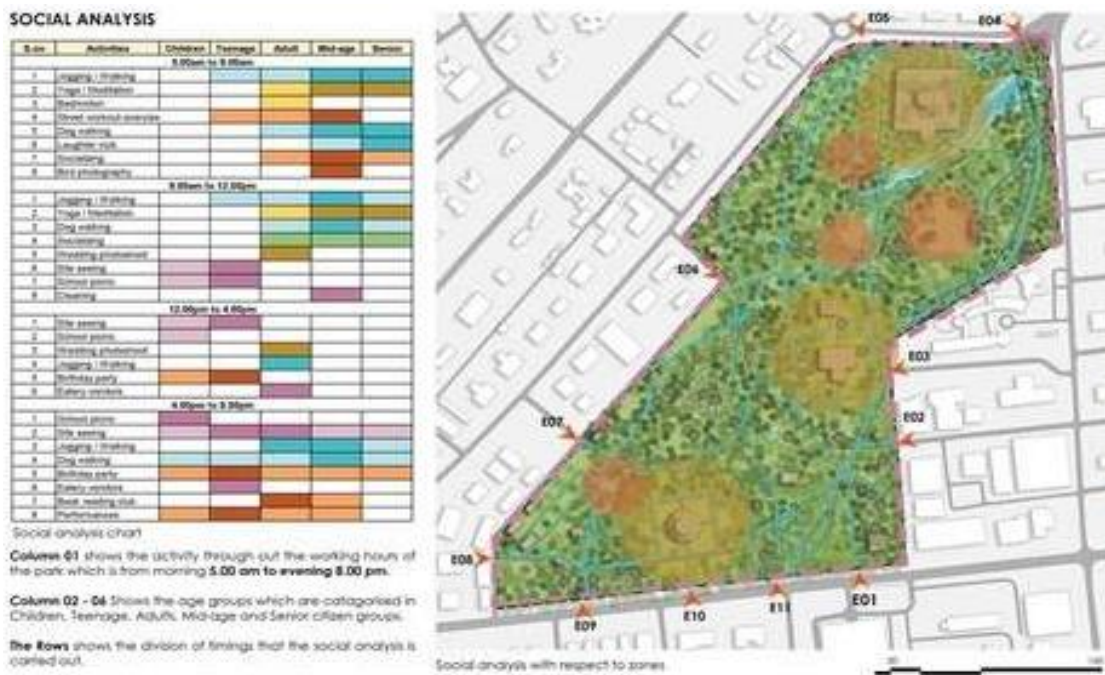 SOCIAL ANALYSIS
S.no Activities Children Teenage Adult Mid-age Senior
5.00am to 9.00am
1 Jogging / Walking
2 Yoga / Meditation
3 Badminton
4 Street workout exercise
5 Dog walking
6 Laughter club
7 Socializing
8 Bird photography
9.00am to 12.00pm
1 Jogging / Walking
2 Yoga / Meditation
3 Dog walking
4 Socializing
5 Wedding photoshoot
6 Site seeing
7 School picnic
8 Cleaning
12.00pm to 4.00pm
1 Site seeing
2 School picnic
3 Wedding photoshoot
4 Jogging / Walking
5 Birthday party
6 Eatery vendors
1 School picnic
2 Site seeing
3 Jogging / Walking
4 Dog walking
5 Birthday party
6 Eatery vendors
7 Book reading club
8 Performances
Social analysis chart
Column 01 shows the activity through out the working hours of
the park which is from morning 5.00 am to evening 8.00 pm.
Column 02 - 06 Shows the age groups which are catagorised in
Children, Teenage, Adults, Mid-age and Senior citizen groups.
The Rows shows the division of timings that the social analysis is
carried out.
E05
E04
E06
E03
E02
E07
E08
E09
E10
E11
E01
Social analysis with respect to zones